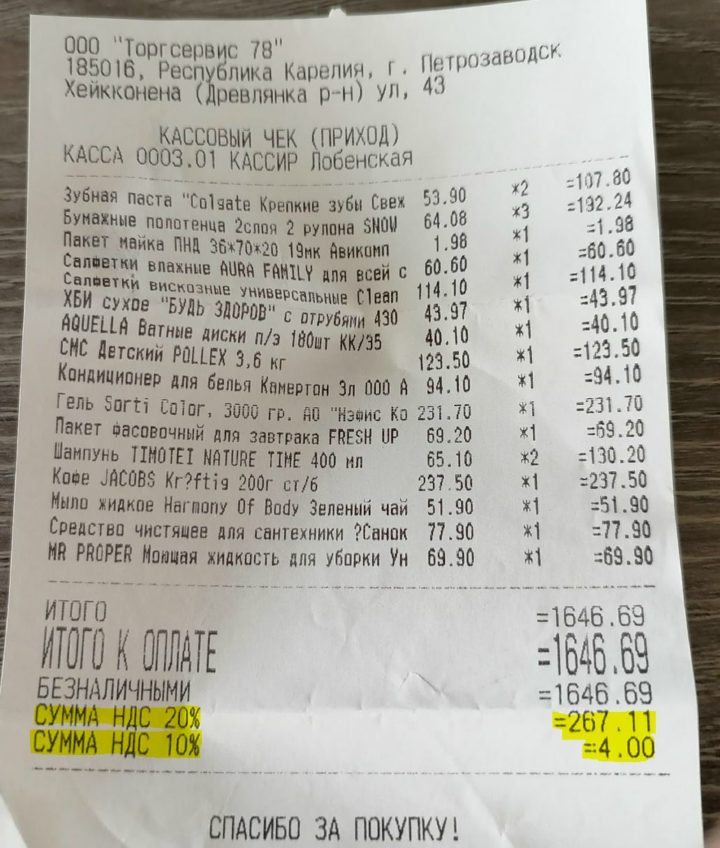 ООО "Торгсервис 78"
185016, Республика Карелия, г. Петрозаводск
Хейкконена (Древлянка р-н) ул, 43
КАССОВЫЙ ЧЕК (ПРИХОД)
КАССА 0003.01 КАССИР Лобенская
Зубная паста "Colgate Крепкие зубы Свеж 53.90 *2 =107.80
Бумажные полотенца 2слоя 2 рулона SNOW 64.08 *3 =192.24
Пакет майка ПНД 36*70*20 19мк Авикомп 1.98 *1 =1.98
Салфетки влажные AURA FAMILY для всей с 60.60 *1 =60.60
Салфетки вискозные универсальные Clean 114.10 *1 =114.10
ХБИ сухое "БУДЬ ЗДОРОВ" с отрубями 430 43.97 *1 =43.97
AQUELLA Ватные диски п/э 180шт КК/35 40.10 *1 =40.10
СМС Детский POLLEX 3,6 кг 123.50 *1 =123.50
Кондиционер для белья Камертон 3л 000 А 94.10 *1 =94.10
Гель Sorti Color, 3000 гр. АО "Нэфис Ко 231.70 *1 =231.70
Пакет фасовочный для завтрака FRESH UP 69.20 *1 =69.20
Шампунь TIMOTEI NATURE TIME 400 мл 65.10 *2 =130.20
Кофе JACOBS Kr?ftig 200г ст/б 237.50 *1 =237.50
Мыло жидкое Harmony Of Body Зеленый чай 51.90 *1 =51.90
Средство чистящее для сантехники ?Санок 77.90 *1 =77.90
MR PROPER Моющая жидкость для уборки Ун 69.90 *1 =69.90
ИТОГО =1646.69
ИТОГО К ОПЛАТЕ =1646.69
БЕЗНАЛИЧНЫМИ =1646.69
СУММА НДС 20% =267.11
СУММА НДС 10% =4.00
СПАСИБО ЗА ПОКУПКУ!